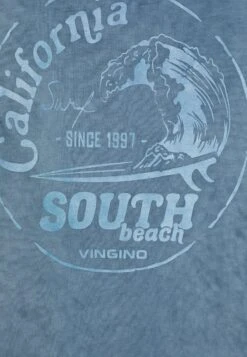 California
Surf
- SINCE 1997 -
SOUTH
beach
VINGINO